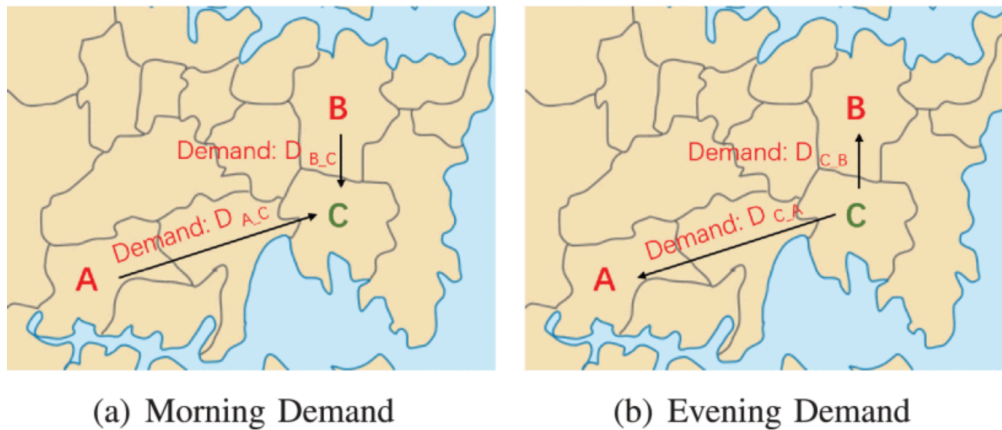 B
Demand: D B_C
C
Demand: D A_C
A
(a) Morning Demand
B
Demand: D C_B
C
Demand: D C_A
A
(b) Evening Demand